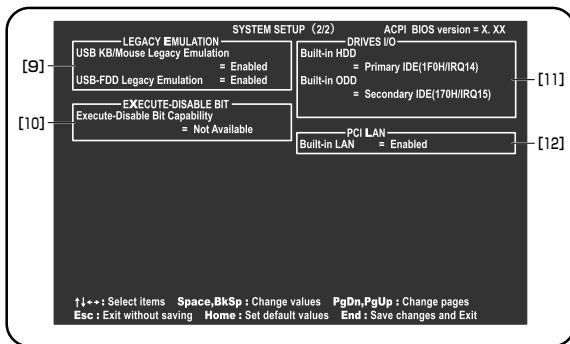 SYSTEM SETUP (2/2) ACPI BIOS version = X. XX
LEGACY EMULATION
USB KB/Mouse Legacy Emulation
= Enabled
USB-FDD Legacy Emulation = Enabled
[9]
EXECUTE-DISABLE BIT
Execute-Disable Bit Capability
= Not Available
[10]
DRIVES I/O
Built-in HDD
= Primary IDE(1F0H/IRQ14)
Built-in ODD
= Secondary IDE(170H/IRQ15)
[11]
PCI LAN
Built-in LAN = Enabled
[12]
↑↓←→: Select items Space,BkSp : Change values PgDn,PgUp : Change pages
Esc : Exit without saving Home : Set default values End : Save changes and Exit